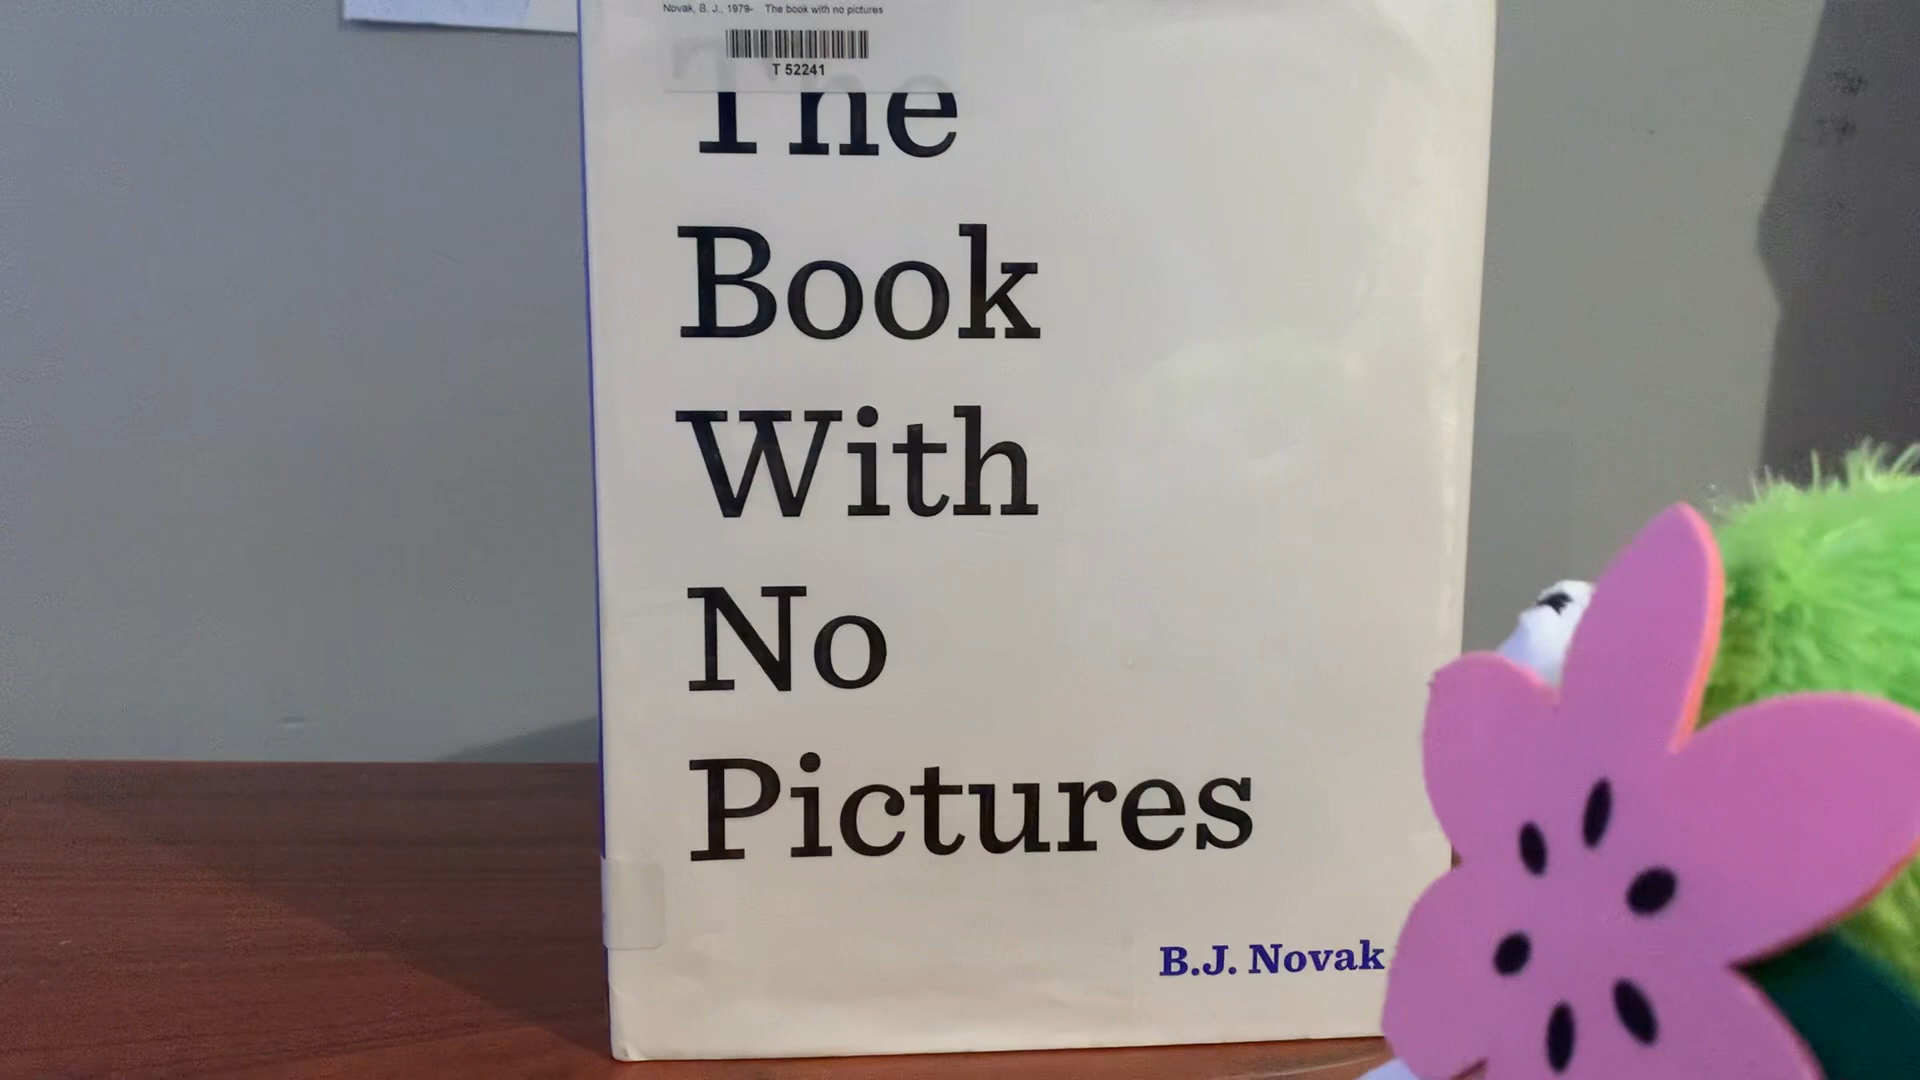 Novak, B. J., 1979- The book with no pictures
T 52241
The
Book
With
No
Pictures
B.J. Novak